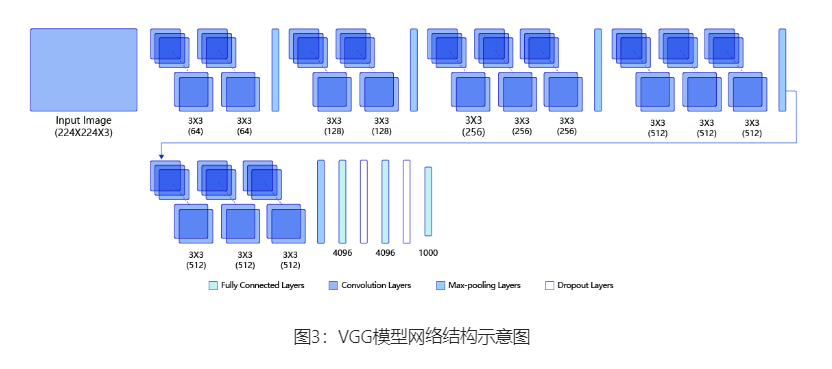 Input Image
(224X224X3)
3X3
(64)
3X3
(64)
3X3
(128)
3X3
(128)
3X3
(256)
3X3
(256)
3X3
(256)
3X3
(512)
3X3
(512)
3X3
(512)
3X3
(512)
3X3
(512)
3X3
(512)
4096
4096
1000
Fully Connected Layers
Convolution Layers
Max-pooling Layers
Dropout Layers
图3：VGG模型网络结构示意图